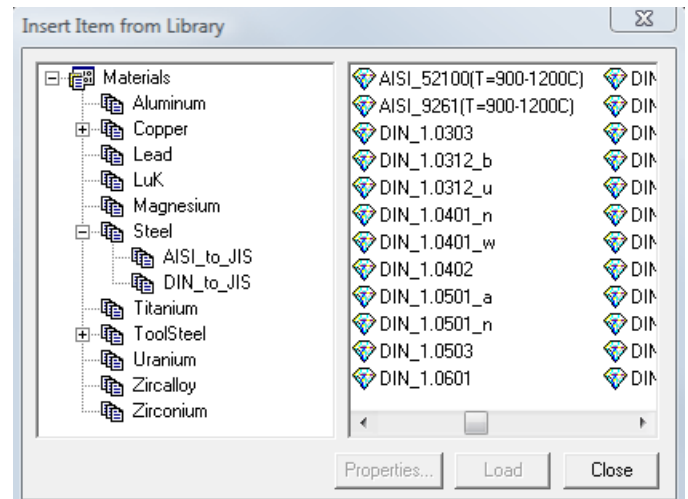 Insert Item from Library
Materials
Aluminum
Copper
Lead
LuK
Magnesium
Steel
AISI_to_JIS
DIN_to_JIS
Titanium
ToolSteel
Uranium
Zircalloy
Zirconium
AISI_52100(T=900-1200C)
AISI_9261(T=900-1200C)
DIN_1.0303
DIN_1.0312_b
DIN_1.0312_u
DIN_1.0401_n
DIN_1.0401_w
DIN_1.0402
DIN_1.0501_a
DIN_1.0501_n
DIN_1.0503
DIN_1.0601
Properties... Load Close